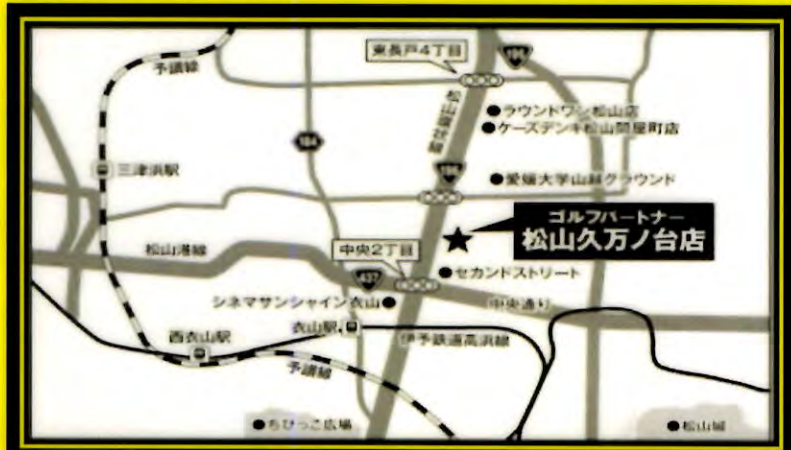 予讃線
東長戸4丁目
196
松山環状線
ラウンドワン松山店
ケーズデンキ松山問屋町店
184
三津浜駅
196
愛媛大学山越グラウンド
ゴルフパートナー
松山久万ノ台店
松山港線
中央2丁目
437
セカンドストリート
シネマサンシャイン衣山
中央通り
衣山駅
伊予鉄道高浜線
西衣山駅
予讃線
ちびっこ広場
松山城